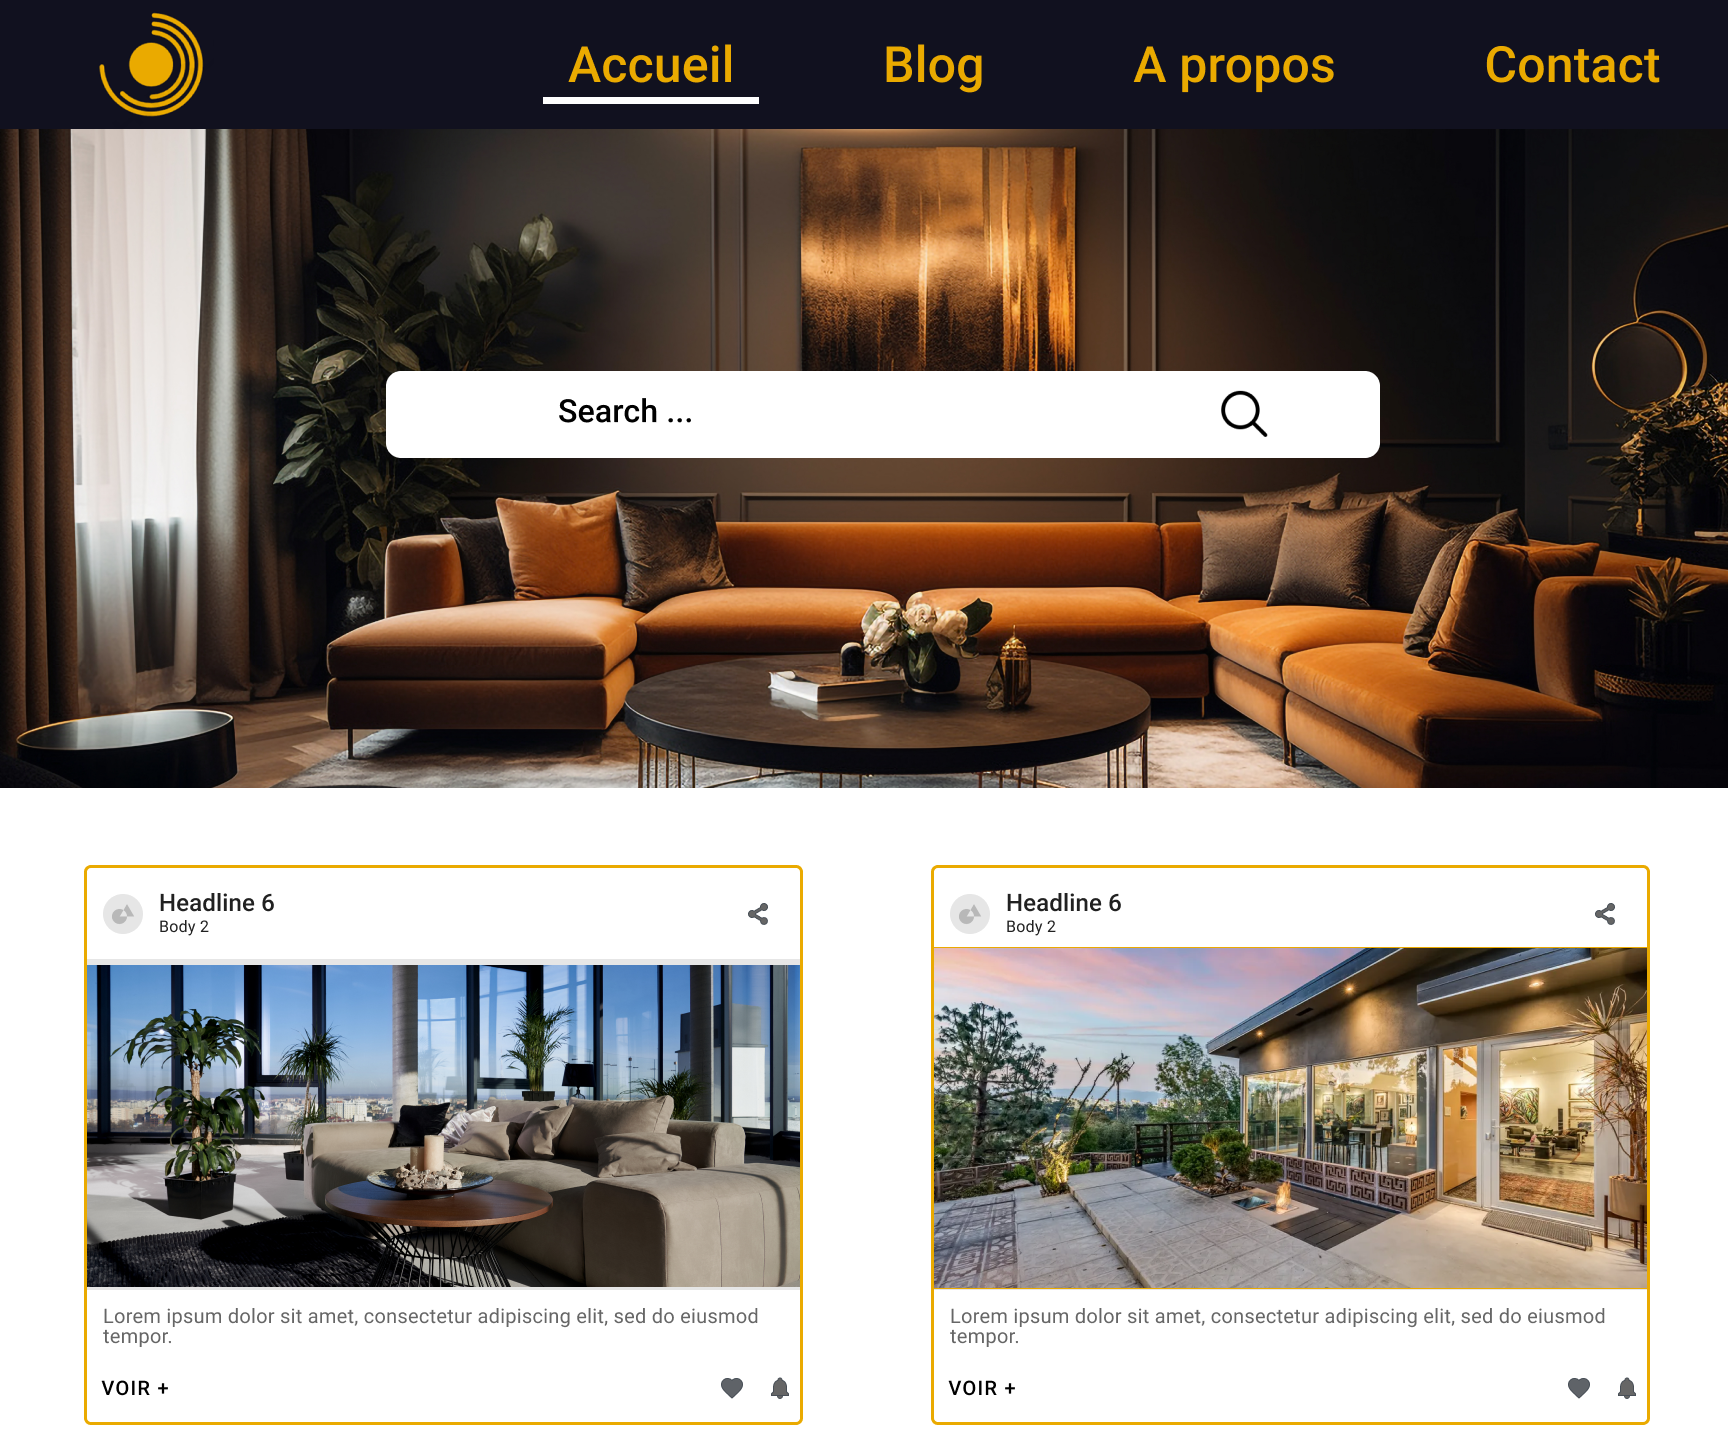 Accueil Blog A propos Contact
Search ...
Headline 6
Body 2
Lorem ipsum dolor sit amet, consectetur adipiscing elit, sed do eiusmod
tempor.
VOIR +
Headline 6
Body 2
Lorem ipsum dolor sit amet, consectetur adipiscing elit, sed do eiusmod
tempor.
VOIR +